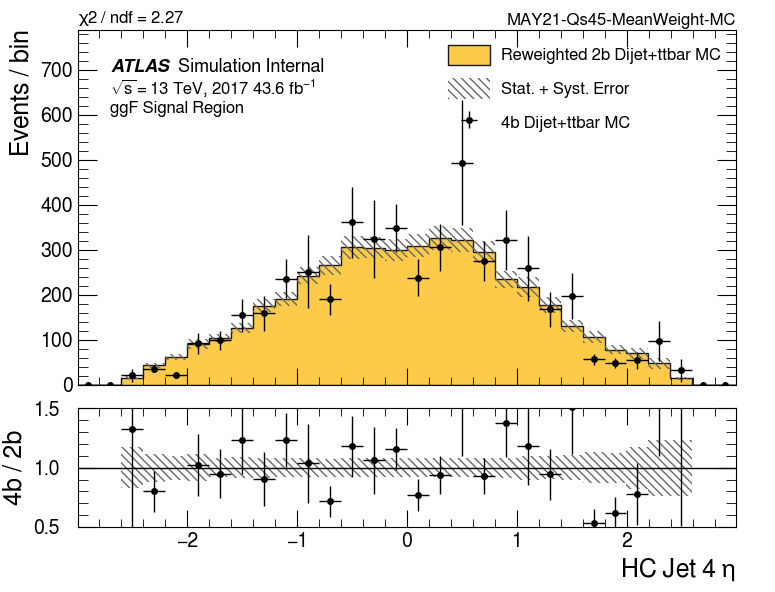 χ2 / ndf = 2.27
MAY21-Qs45-MeanWeight-MC
Events / bin
ATLAS Simulation Internal
√s = 13 TeV, 2017 43.6 fb⁻¹
ggF Signal Region
Reweighted 2b Dijet+ttbar MC
Stat. + Syst. Error
4b Dijet+ttbar MC
700
600
500
400
300
200
100
0
4b / 2b
1.5
1.0
0.5
−2 −1 0 1 2
HC Jet 4 η